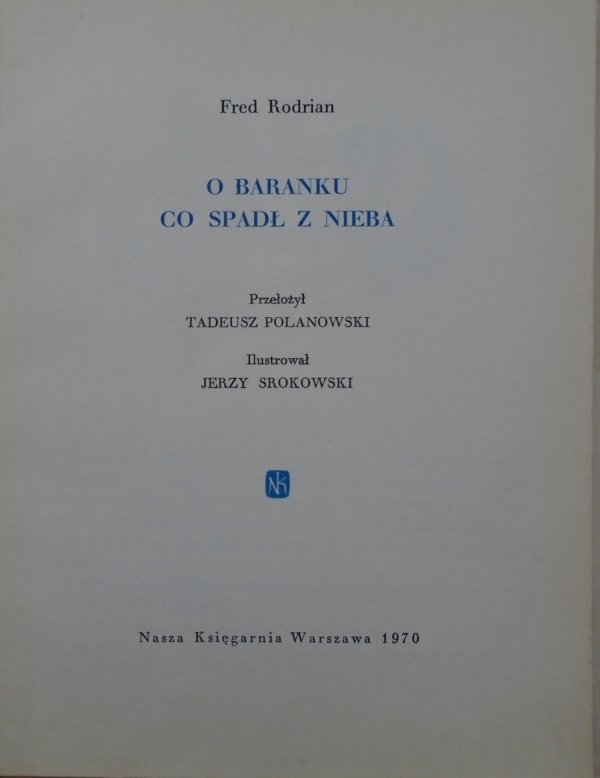 Fred Rodrian
O BARANKU
CO SPADŁ Z NIEBA
Przełożył
TADEUSZ POLANOWSKI
Ilustrował
JERZY SROKOWSKI
NK
Nasza Księgarnia Warszawa 1970